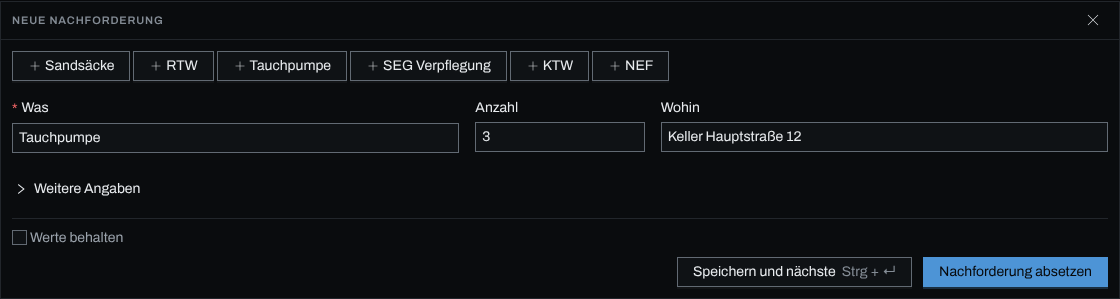 NEUE NACHFORDERUNG
+ Sandsäcke + RTW + Tauchpumpe + SEG Verpflegung + KTW + NEF
* Was Anzahl Wohin
Tauchpumpe 3 Keller Hauptstraße 12
Weitere Angaben
Werte behalten
Speichern und nächste Strg + ↵ Nachforderung absetzen